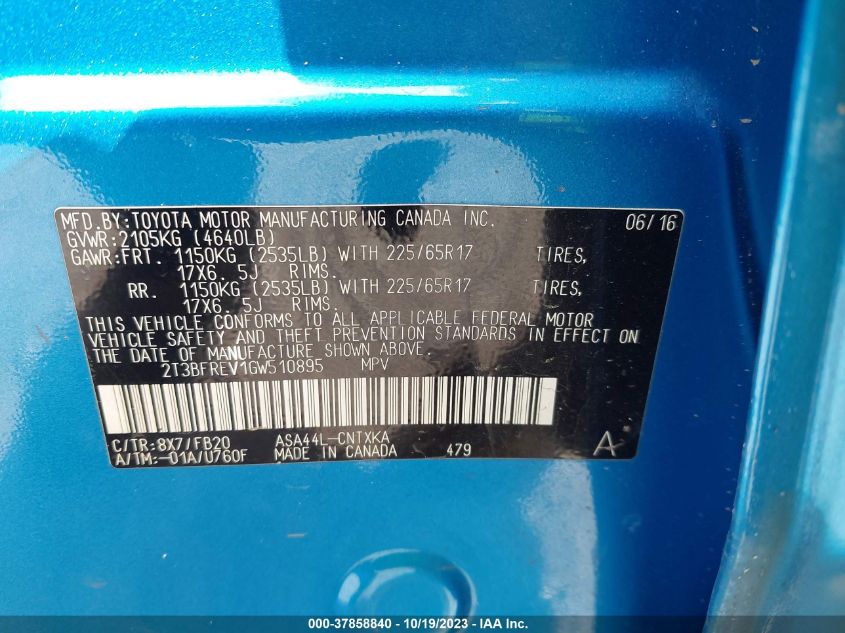 MFD.BY:TOYOTA MOTOR MANUFACTURING CANADA INC. 06/16
GVWR:2105KG (4640LB)
GAWR:FRT. 1150KG (2535LB) WITH 225/65R17 TIRES,
17X6.5J RIMS.
RR. 1150KG (2535LB) WITH 225/65R17 TIRES,
17X6.5J RIMS.
THIS VEHICLE CONFORMS TO ALL APPLICABLE FEDERAL MOTOR
VEHICLE SAFETY AND THEFT PREVENTION STANDARDS IN EFFECT ON
THE DATE OF MANUFACTURE SHOWN ABOVE.
2T3BFREV1GW510895 MPV
C/TR:8X7/FB20 ASA44L-CNTXKA
A/TM:-01A/U760F MADE IN CANADA 479 A
000-37858840 - 10/19/2023 - IAA Inc.